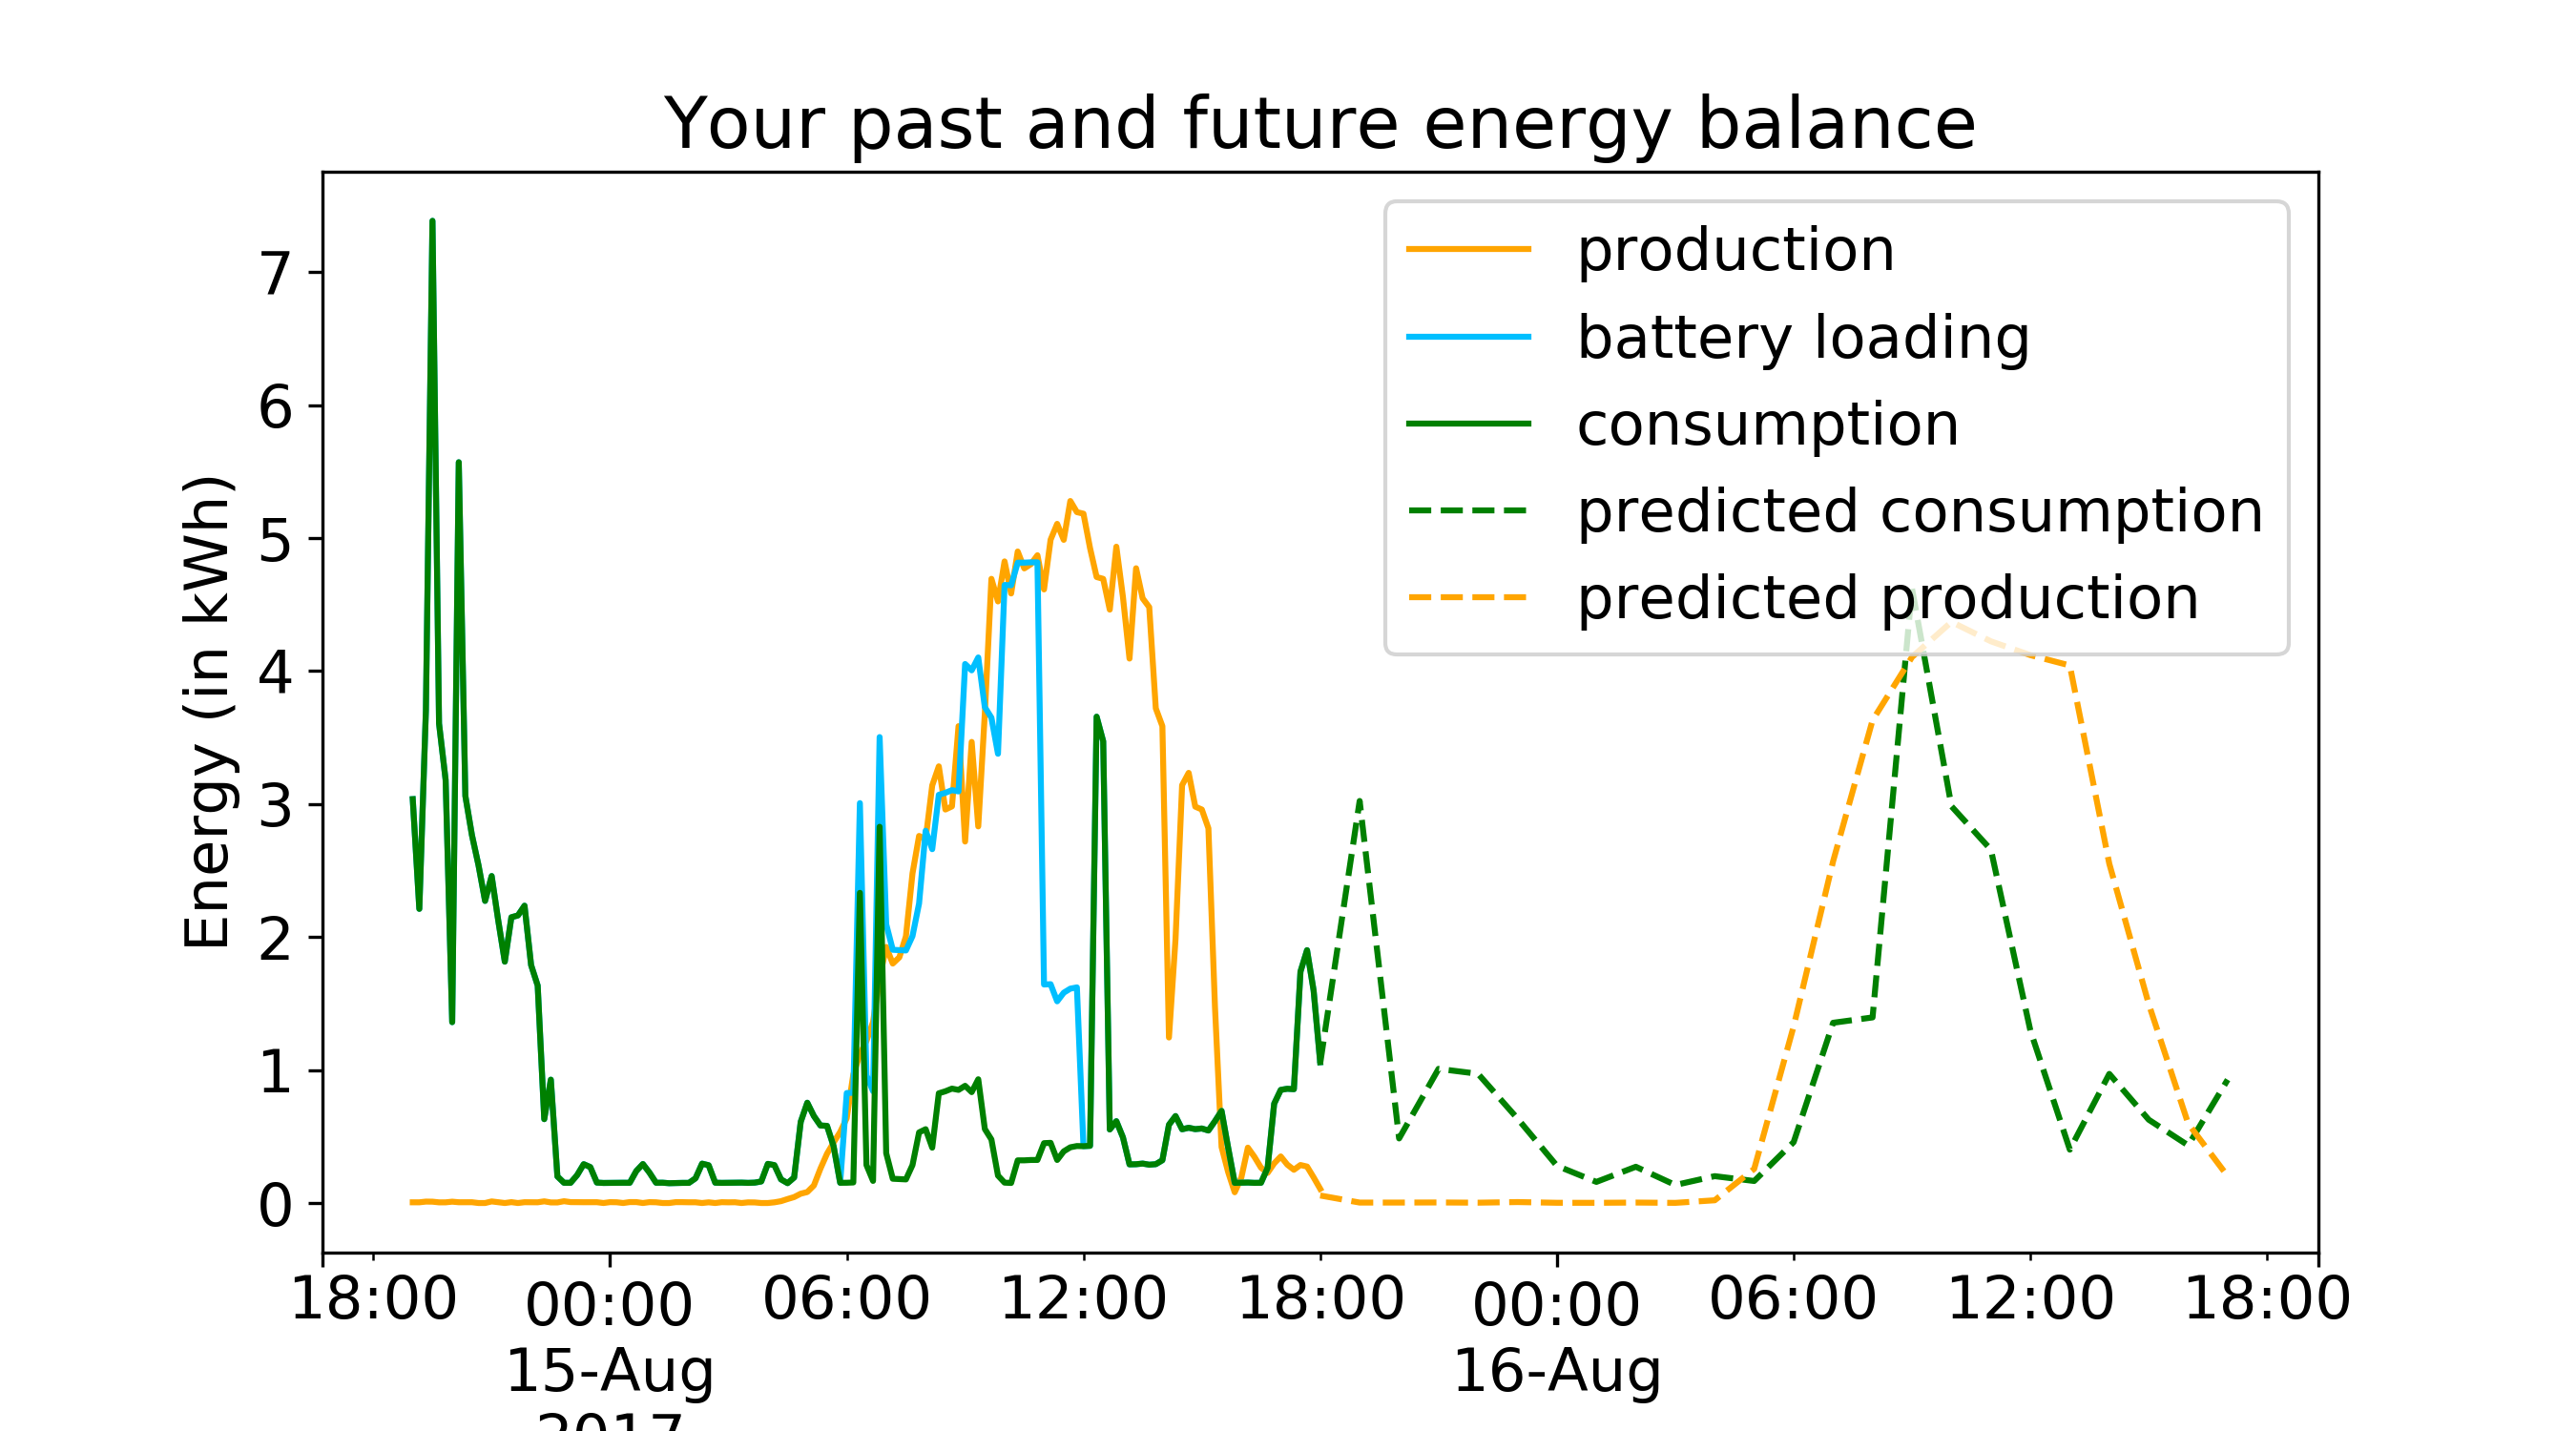 Your past and future energy balance
production
battery loading
consumption
predicted consumption
predicted production
Energy (in kWh)
7
6
5
4
3
2
1
0
18:00 00:00 06:00 12:00 18:00 00:00 06:00 12:00 18:00
15-Aug 16-Aug
2017